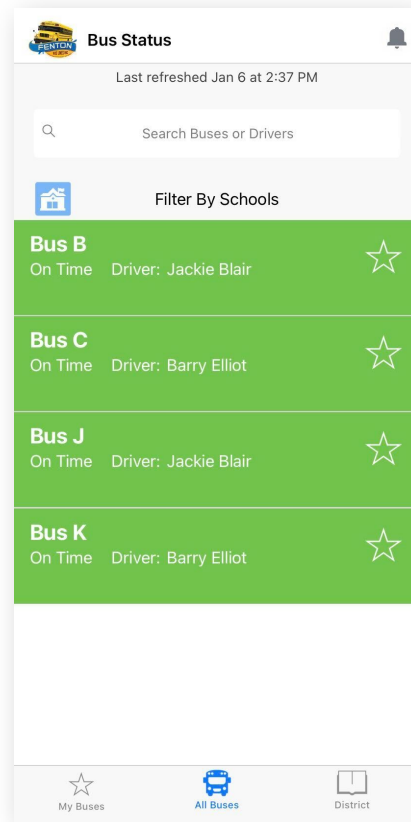 FENTON
Bus Status
Last refreshed Jan 6 at 2:37 PM
Search Buses or Drivers
Filter By Schools
Bus B
On Time Driver: Jackie Blair
Bus C
On Time Driver: Barry Elliot
Bus J
On Time Driver: Jackie Blair
Bus K
On Time Driver: Barry Elliot
My Buses
All Buses
District